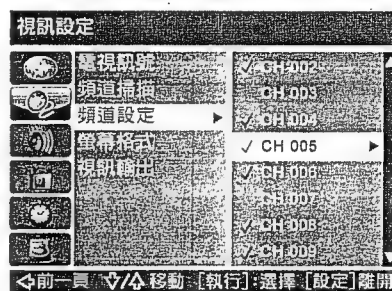 視訊設定
電視訊號
頻道掃描
頻道設定 ▶
螢幕格式
視訊輸出
✓ CH 002
CH 003
✓ CH 004
✓ CH 005 ▶
✓ CH 006
CH 007
✓ CH 008
✓ CH 009
前一頁 / 移動 [執行]:選擇 [設定]離開